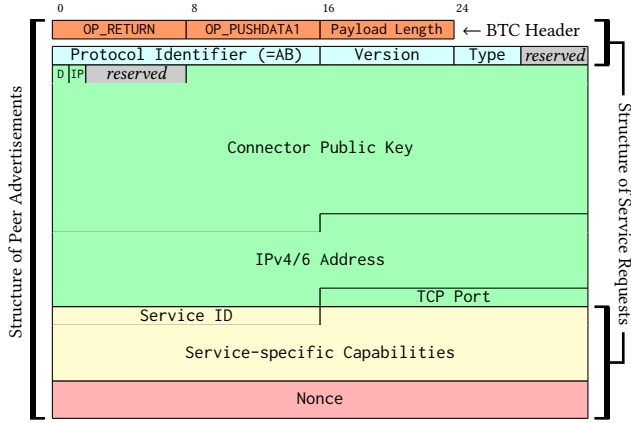 0 8 16 24
OP_RETURN OP_PUSHDATA1 Payload Length ← BTC Header
Protocol Identifier (=AB) Version Type reserved
D IP reserved
Connector Public Key
IPv4/6 Address
TCP Port
Service ID
Service-specific Capabilities
Nonce
Structure of Peer Advertisements
Structure of Service Requests